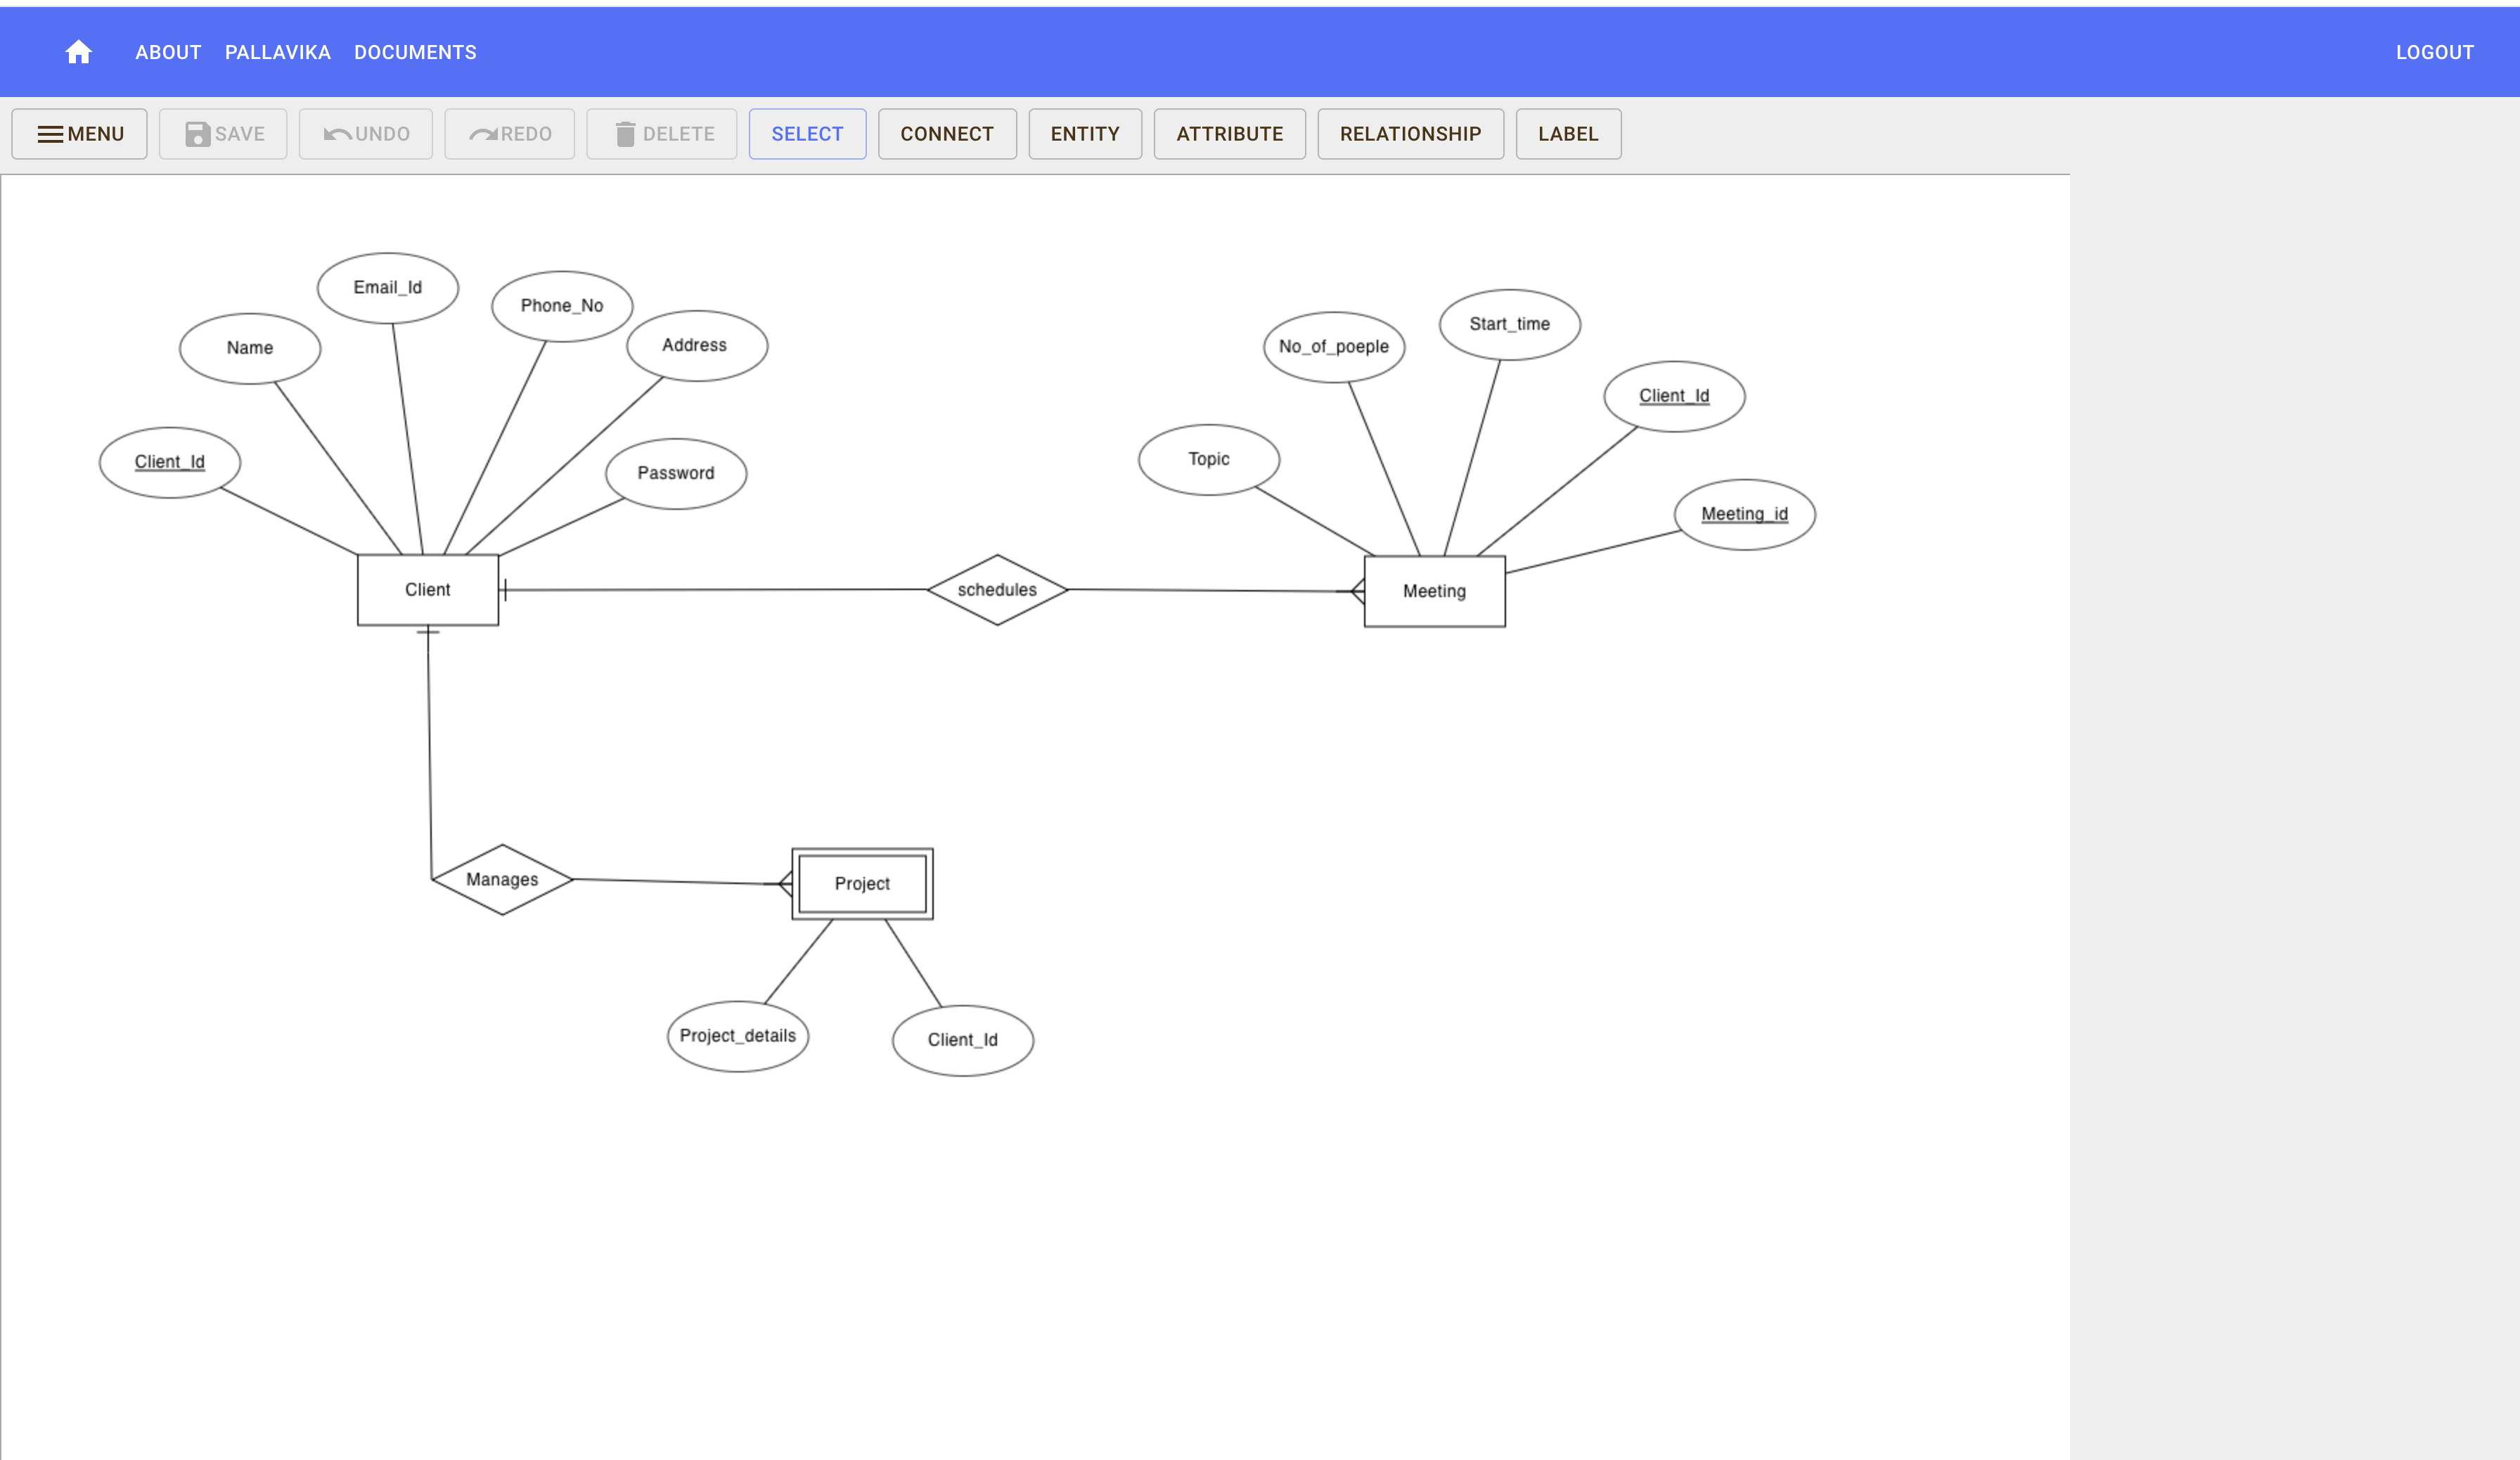 ABOUT PALLAVIKA DOCUMENTS LOGOUT
MENU SAVE UNDO REDO DELETE SELECT CONNECT ENTITY ATTRIBUTE RELATIONSHIP LABEL
Email_Id
Phone_No
Name
Address
Client_Id
Password
Client
schedules
Start_time
No_of_poeple
Client_Id
Topic
Meeting_id
Meeting
Manages
Project
Project_details
Client_Id